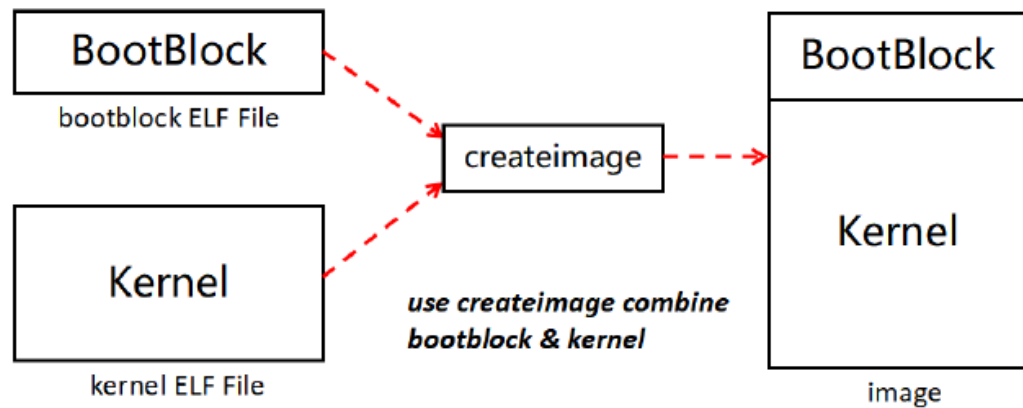 BootBlock
bootblock ELF File
Kernel
kernel ELF File
createimage
use createimage combine
bootblock & kernel
BootBlock
Kernel
image